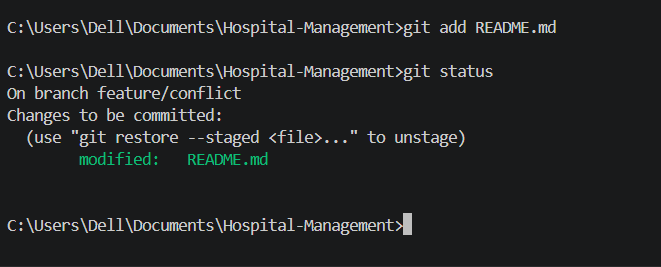 C:\Users\Dell\Documents\Hospital-Management>git add README.md
C:\Users\Dell\Documents\Hospital-Management>git status
On branch feature/conflict
Changes to be committed:
  (use "git restore --staged <file>..." to unstage)
        modified:   README.md
C:\Users\Dell\Documents\Hospital-Management>